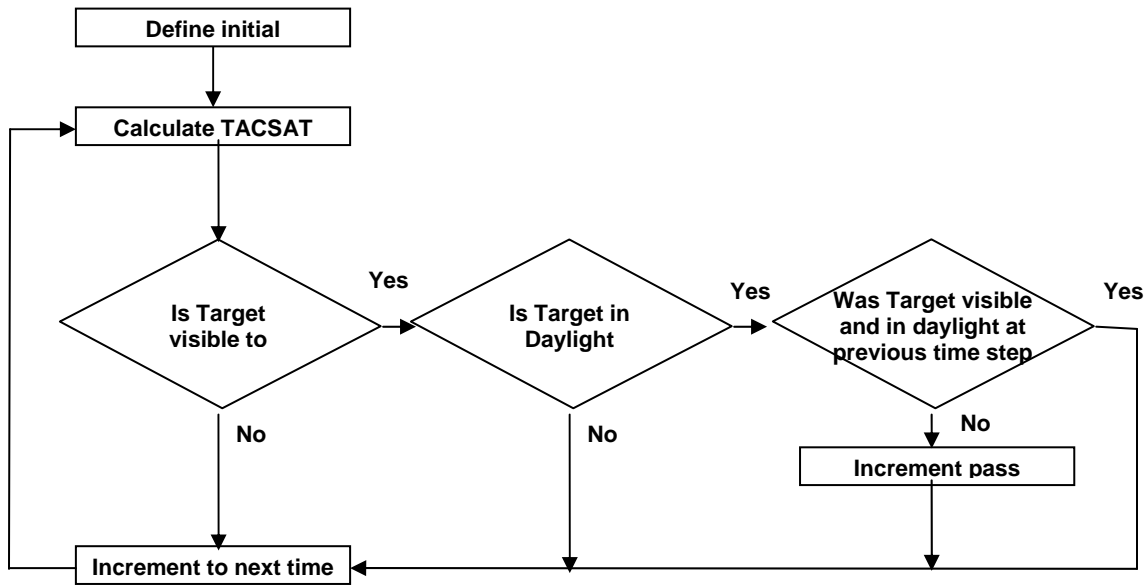 Define initial
Calculate TACSAT
Is Target
visible to
Yes
No
Is Target in
Daylight
Yes
No
Was Target visible
and in daylight at
previous time step
Yes
No
Increment pass
Increment to next time